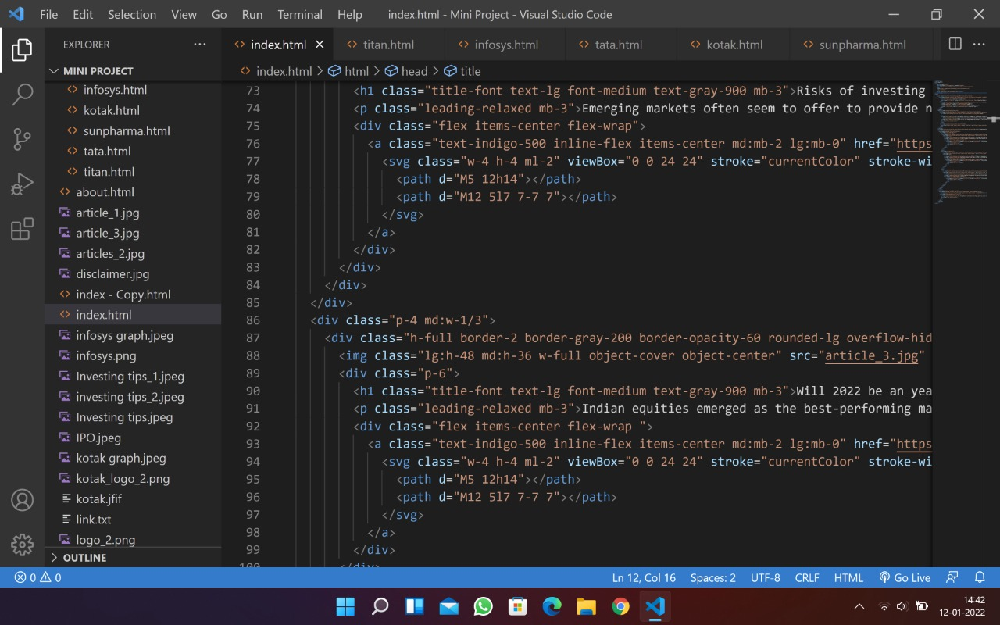 File Edit Selection View Go Run Terminal Help index.html - Mini Project - Visual Studio Code
EXPLORER
MINI PROJECT
infosys.html
kotak.html
sunpharma.html
tata.html
titan.html
about.html
article_1.jpg
article_3.jpg
articles_2.jpg
disclaimer.jpg
index - Copy.html
index.html
infosys graph.jpeg
infosys.png
Investing tips_1.jpeg
investing tips_2.jpeg
Investing tips.jpeg
IPO.jpeg
kotak graph.jpeg
kotak_logo_2.png
kotak.jfif
link.txt
logo_2.png
OUTLINE
index.html titan.html infosys.html tata.html kotak.html sunpharma.html
index.html > html > head > title
73 <h1 class="title-font text-lg font-medium text-gray-900 mb-3">Risks of investing
74 <p class="leading-relaxed mb-3">Emerging markets often seem to offer to provide n
75 <div class="flex items-center flex-wrap">
76 <a class="text-indigo-500 inline-flex items-center md:mb-2 lg:mb-0" href="https
77 <svg class="w-4 h-4 ml-2" viewBox="0 0 24 24" stroke="currentColor" stroke-wi
78 <path d="M5 12h14"></path>
79 <path d="M12 5l7 7-7 7"></path>
80 </svg>
81 </a>
82 </div>
83 </div>
84 </div>
85 </div>
86 <div class="p-4 md:w-1/3">
87 <div class="h-full border-2 border-gray-200 border-opacity-60 rounded-lg overflow-hid
88 <img class="lg:h-48 md:h-36 w-full object-cover object-center" src="article_3.jpg"
89 <div class="p-6">
90 <h1 class="title-font text-lg font-medium text-gray-900 mb-3">Will 2022 be an yea
91 <p class="leading-relaxed mb-3">Indian equities emerged as the best-performing ma
92 <div class="flex items-center flex-wrap ">
93 <a class="text-indigo-500 inline-flex items-center md:mb-2 lg:mb-0" href="https
94 <svg class="w-4 h-4 ml-2" viewBox="0 0 24 24" stroke="currentColor" stroke-wi
95 <path d="M5 12h14"></path>
96 <path d="M12 5l7 7-7 7"></path>
97 </svg>
98 </a>
99 </div>
100 </div>
0 0 Ln 12, Col 16 Spaces: 2 UTF-8 CRLF HTML Go Live
14:42
12-01-2022